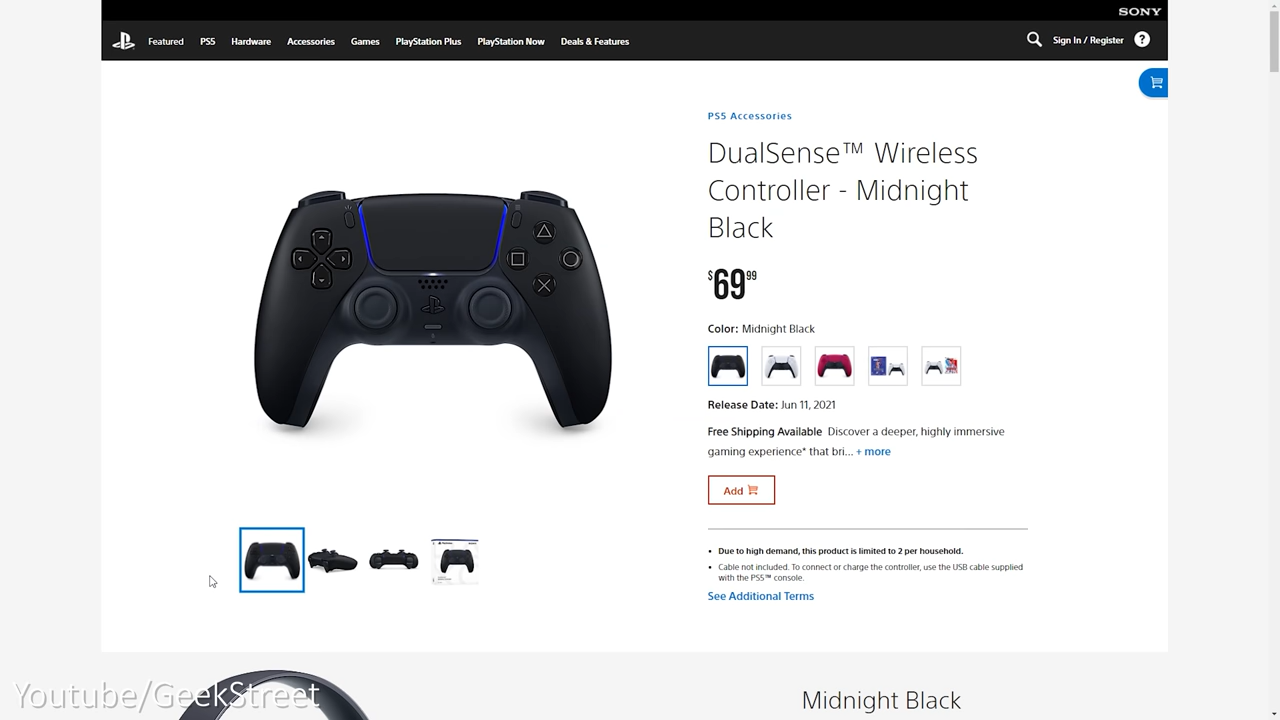 SONY
Featured PS5 Hardware Accessories Games PlayStation Plus PlayStation Now Deals & Features Sign In / Register ?
PS5 Accessories
DualSense™ Wireless
Controller - Midnight
Black
$69.99
Color: Midnight Black
Release Date: Jun 11, 2021
Free Shipping Available Discover a deeper, highly immersive
gaming experience* that bri... + more
Add
• Due to high demand, this product is limited to 2 per household.
• Cable not included. To connect or charge the controller, use the USB cable supplied
with the PS5™ console.
See Additional Terms
Youtube/GeekStreet
Midnight Black